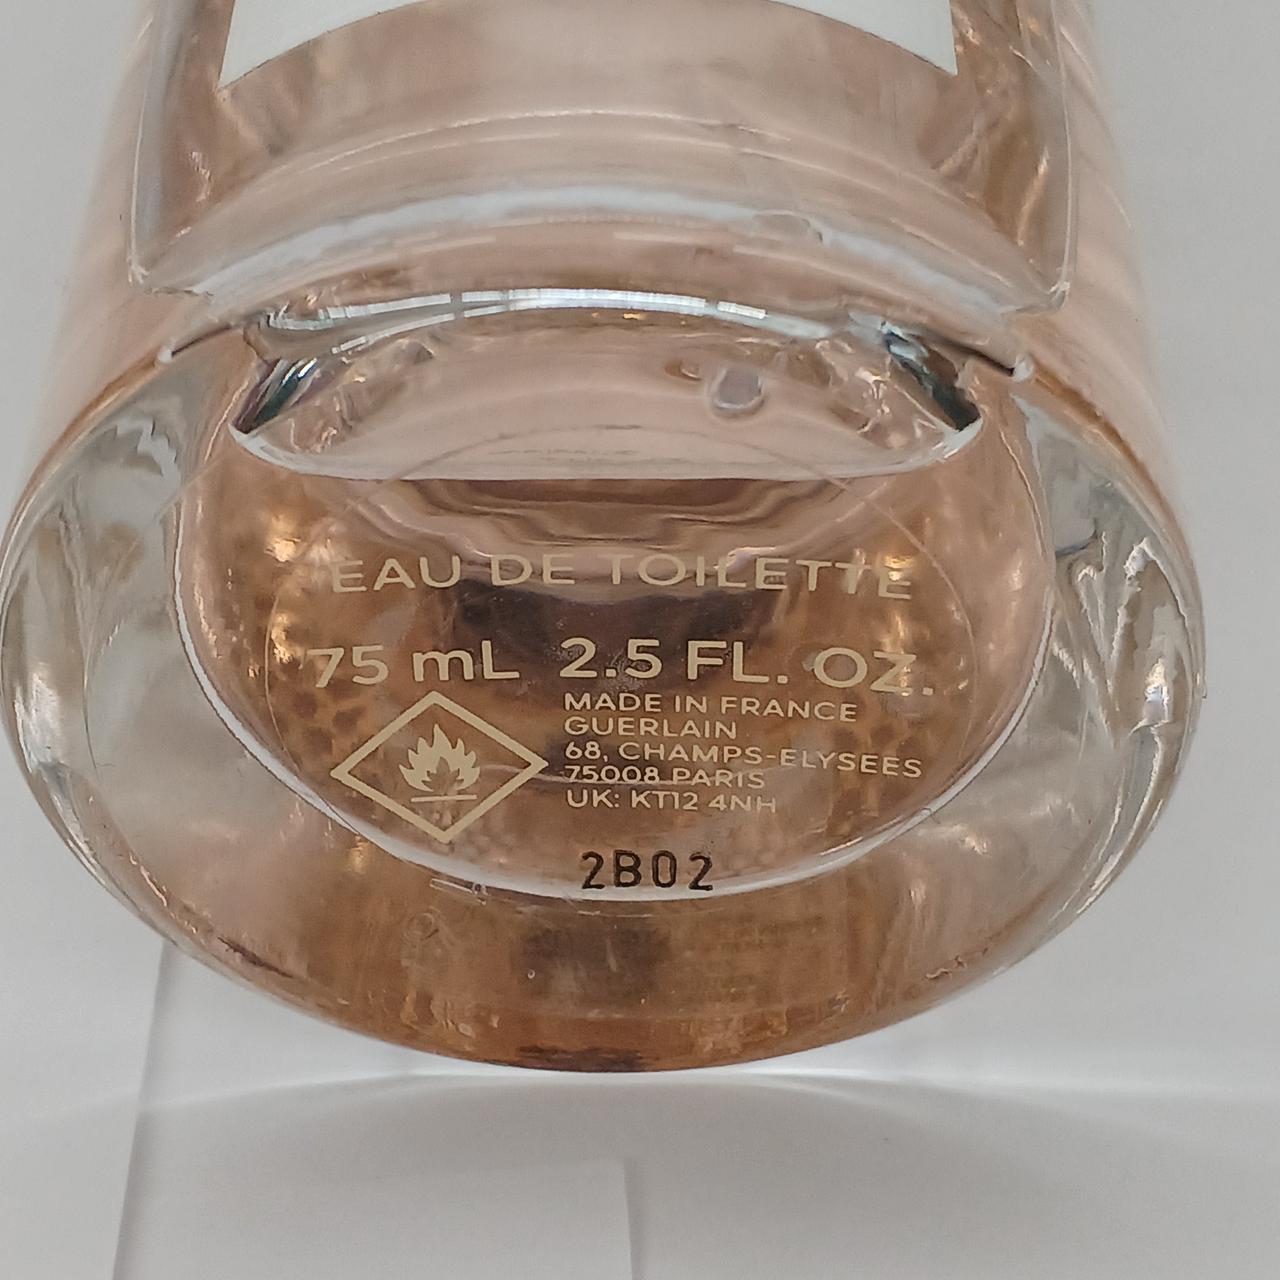 EAU DE TOILETTE
75 mL 2.5 FL. OZ.
MADE IN FRANCE
GUERLAIN
68, CHAMPS-ELYSEES
75008 PARIS
UK: KT12 4NH
2B02